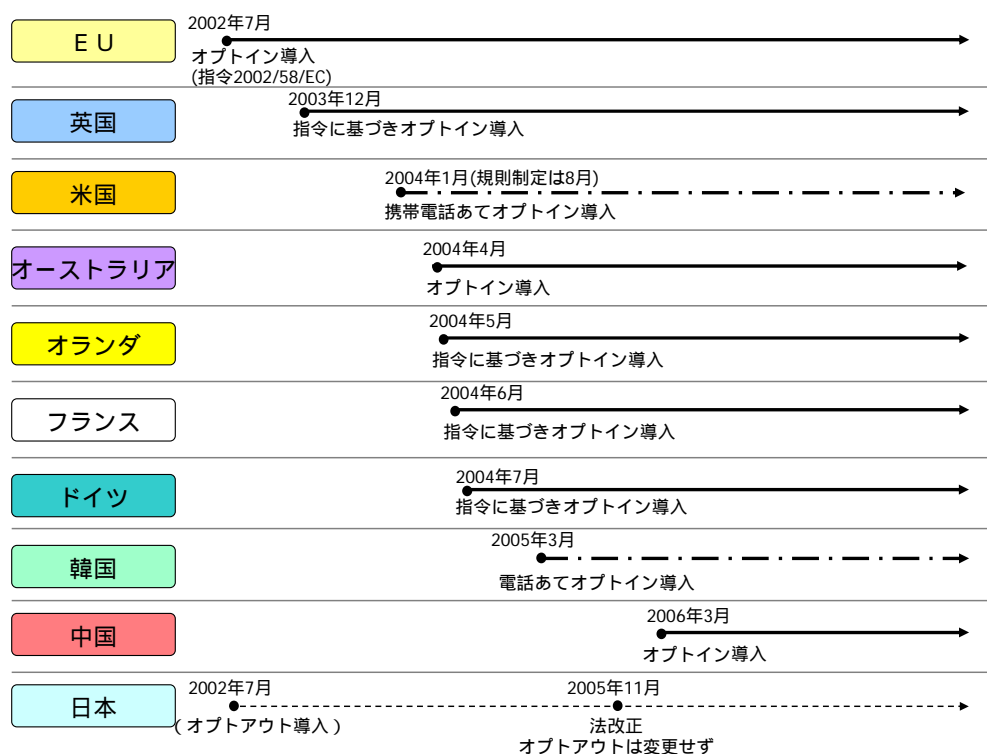 ＥＵ
2002年7月
オプトイン導入
(指令2002/58/EC)
英国
2003年12月
指令に基づきオプトイン導入
米国
2004年1月(規則制定は8月)
携帯電話あてオプトイン導入
オーストラリア
2004年4月
オプトイン導入
オランダ
2004年5月
指令に基づきオプトイン導入
フランス
2004年6月
指令に基づきオプトイン導入
ドイツ
2004年7月
指令に基づきオプトイン導入
韓国
2005年3月
電話あてオプトイン導入
中国
2006年3月
オプトイン導入
日本
2002年7月
（オプトアウト導入）
2005年11月
法改正
オプトアウトは変更せず